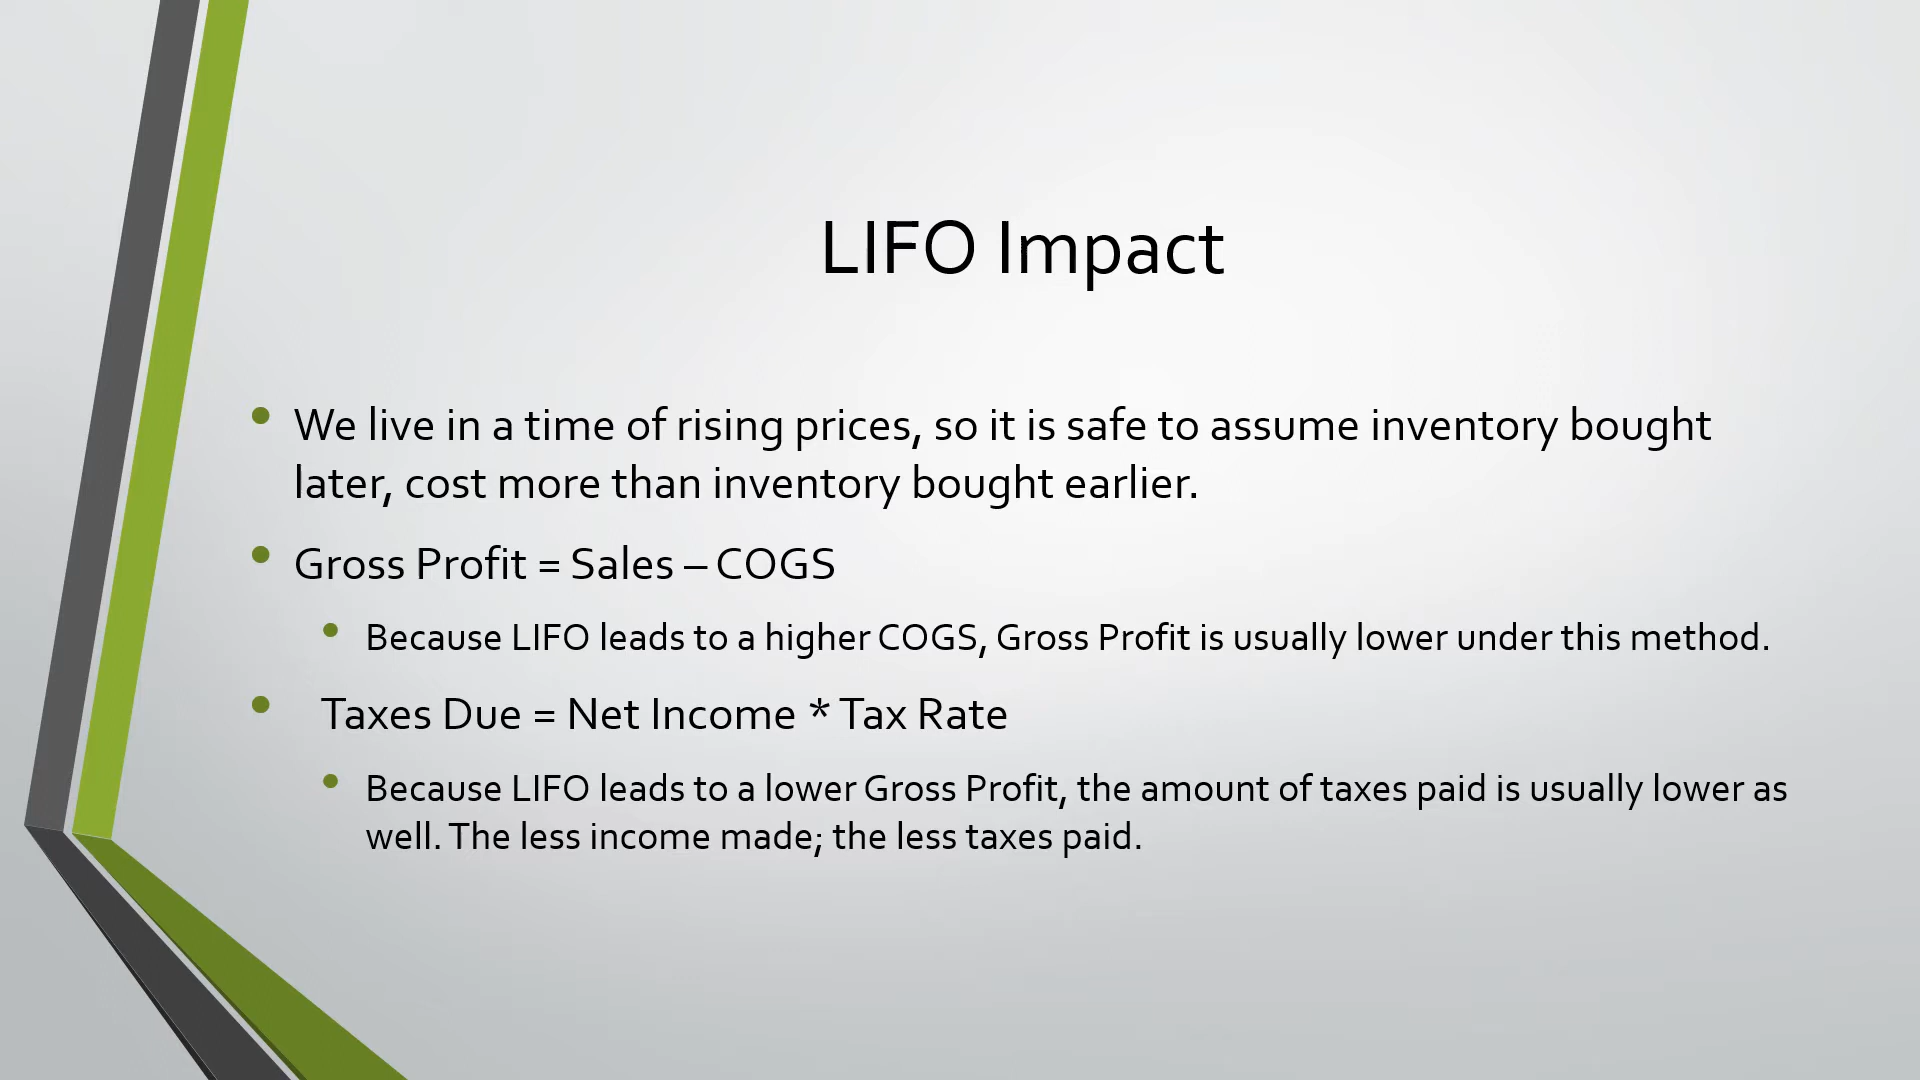 LIFO Impact
• We live in a time of rising prices, so it is safe to assume inventory bought
later, cost more than inventory bought earlier.
• Gross Profit = Sales – COGS
• Because LIFO leads to a higher COGS, Gross Profit is usually lower under this method.
• Taxes Due = Net Income * Tax Rate
• Because LIFO leads to a lower Gross Profit, the amount of taxes paid is usually lower as
well. The less income made; the less taxes paid.